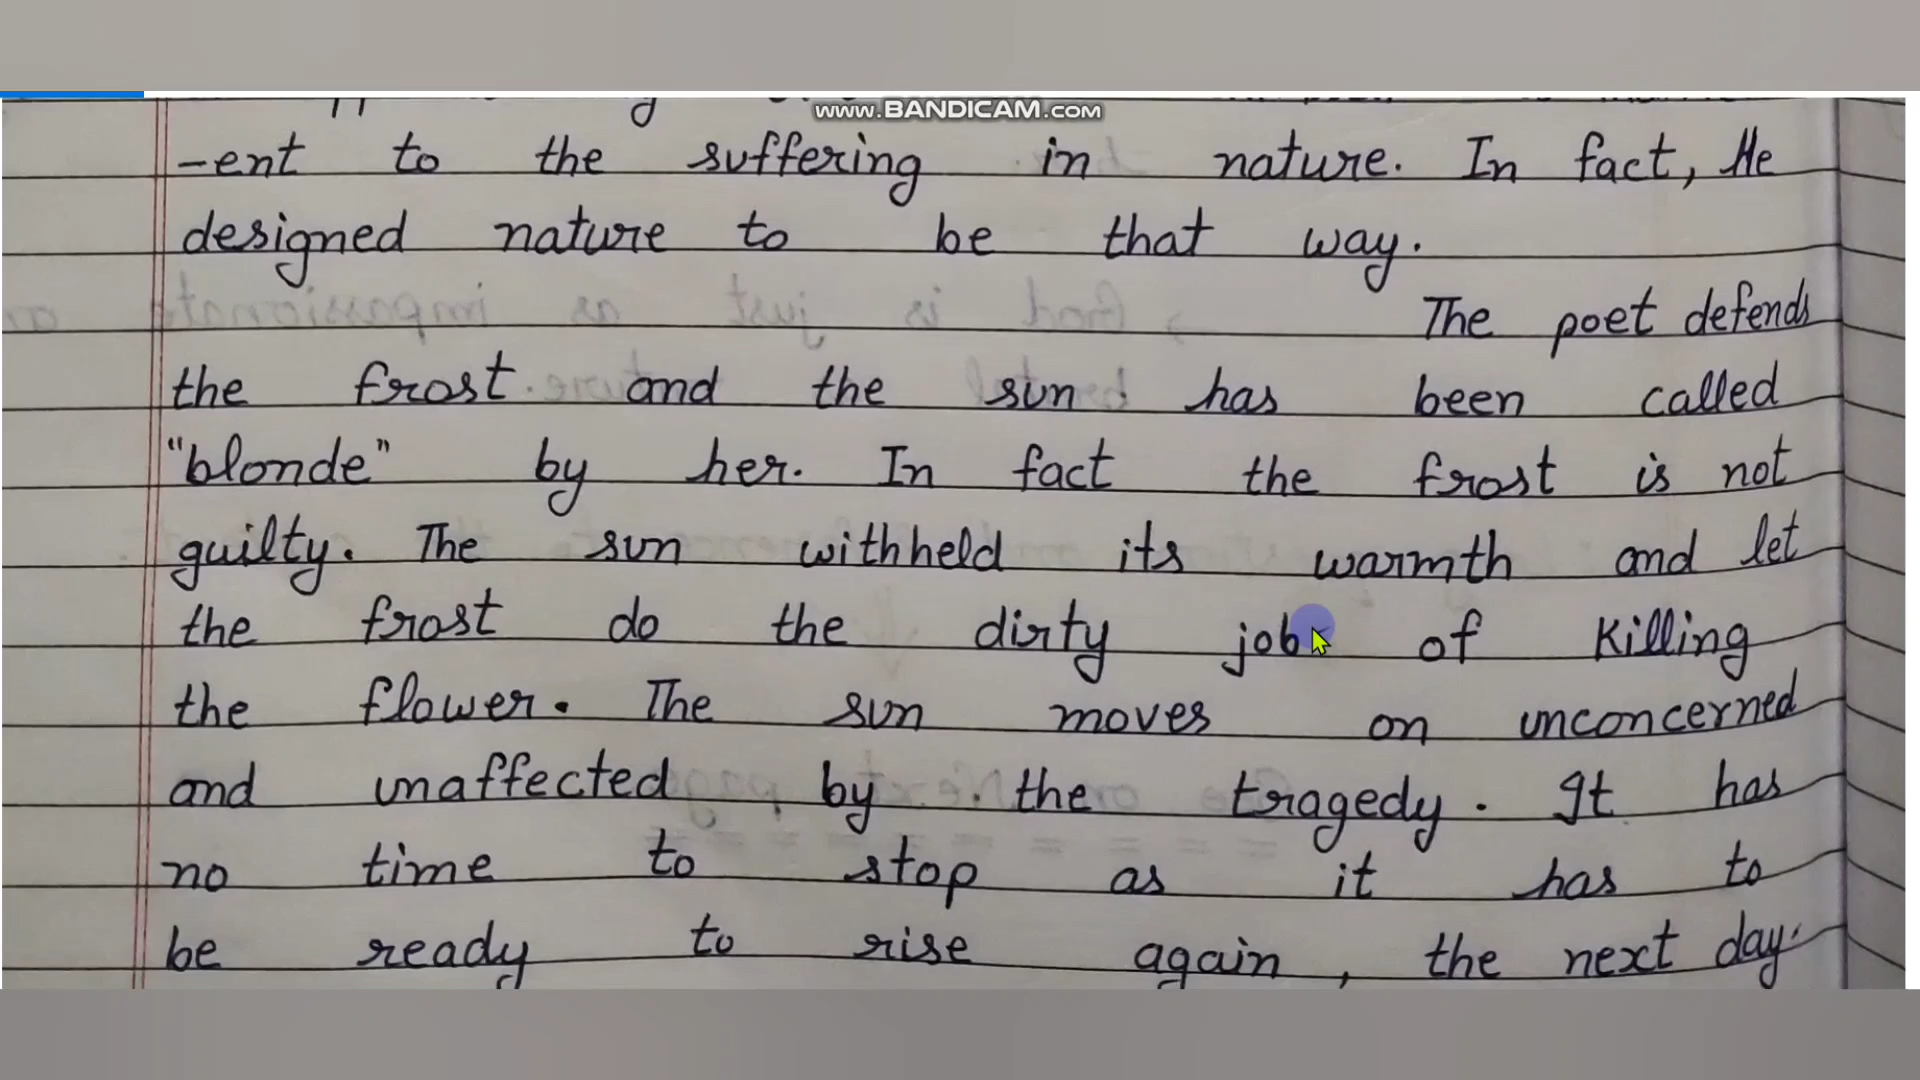 www.BANDICAM.com
-ent to the suffering in nature. In fact, He
designed nature to be that way.
The poet defends
the frost and the sun has been called
"blonde" by her. In fact the frost is not
guilty. The sun withheld its warmth and let
the frost do the dirty job of killing
the flower. The sun moves on unconcerned
and unaffected by the tragedy. It has
no time to stop as it has to
be ready to rise again, the next day.